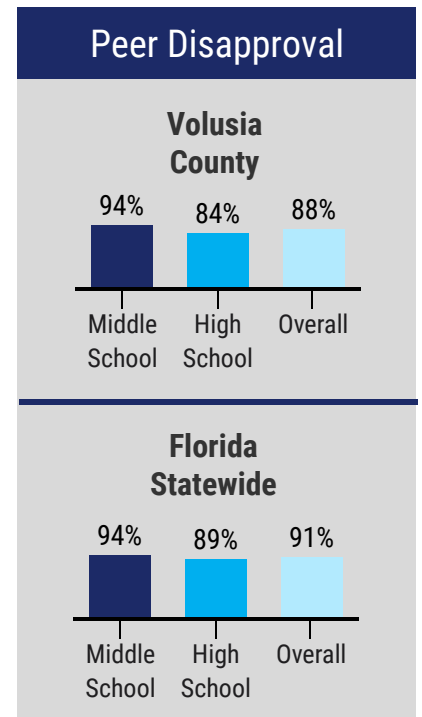 Peer Disapproval
Volusia
County
94% 84% 88%
Middle School High School Overall
Florida
Statewide
94% 89% 91%
Middle School High School Overall